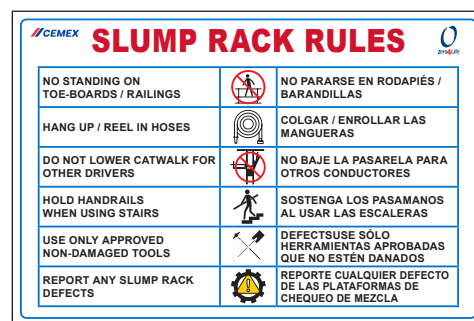 CEMEX
SLUMP RACK RULES
zero4Life
NO STANDING ON
TOE-BOARDS / RAILINGS
NO PARARSE EN RODAPIÉS /
BARANDILLAS
HANG UP / REEL IN HOSES
COLGAR / ENROLLAR LAS
MANGUERAS
DO NOT LOWER CATWALK FOR
OTHER DRIVERS
NO BAJE LA PASARELA PARA
OTROS CONDUCTORES
HOLD HANDRAILS
WHEN USING STAIRS
SOSTENGA LOS PASAMANOS
AL USAR LAS ESCALERAS
USE ONLY APPROVED
NON-DAMAGED TOOLS
DEFECTSUSE SÓLO
HERRAMIENTAS APROBADAS
QUE NO ESTÉN DANADOS
REPORT ANY SLUMP RACK
DEFECTS
REPORTE CUALQUIER DEFECTO
DE LAS PLATAFORMAS DE
CHEQUEO DE MEZCLA